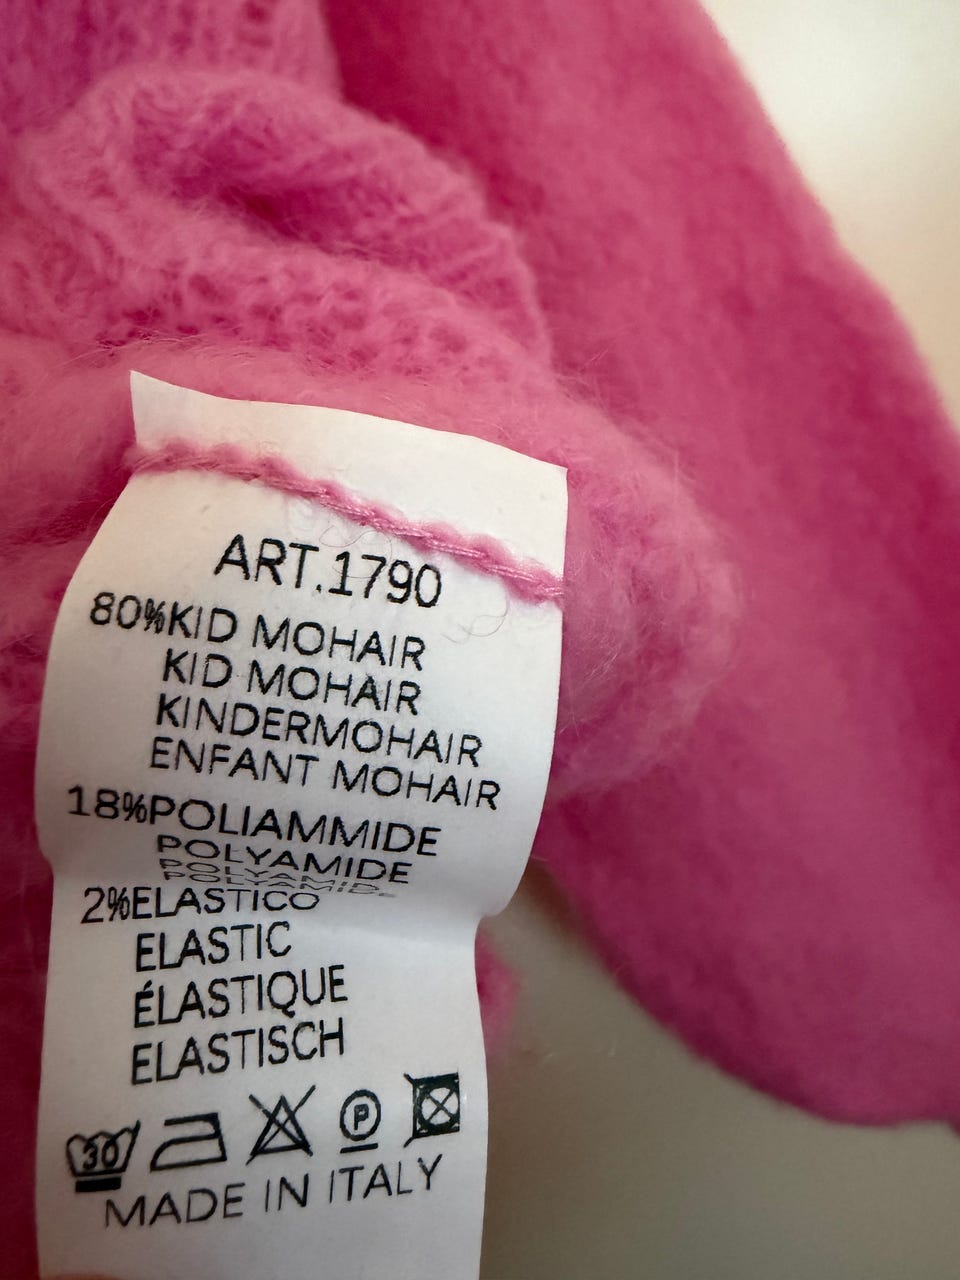 ART.1790
80%KID MOHAIR
KID MOHAIR
KINDERMOHAIR
ENFANT MOHAIR
18%POLIAMMIDE
POLYAMIDE
2%ELASTICO
ELASTIC
ÉLASTIQUE
ELASTISCH
30 P
MADE IN ITALY